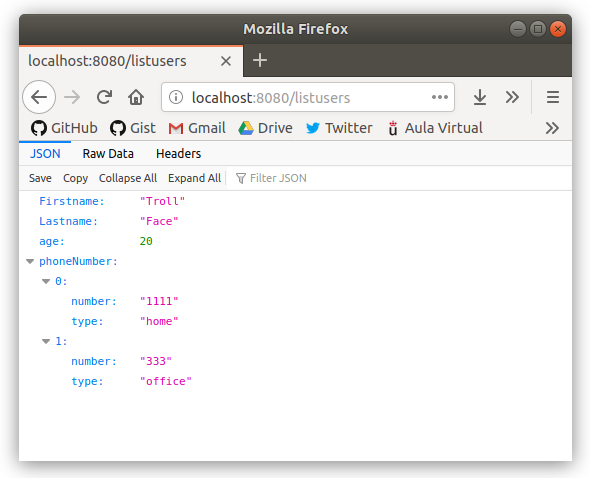 Mozilla Firefox
localhost:8080/listusers
localhost:8080/listusers
GitHub Gist Gmail Drive Twitter Aula Virtual
JSON Raw Data Headers
Save Copy Collapse All Expand All Filter JSON
Firstname: "Troll"
Lastname: "Face"
age: 20
phoneNumber:
0:
number: "1111"
type: "home"
1:
number: "333"
type: "office"